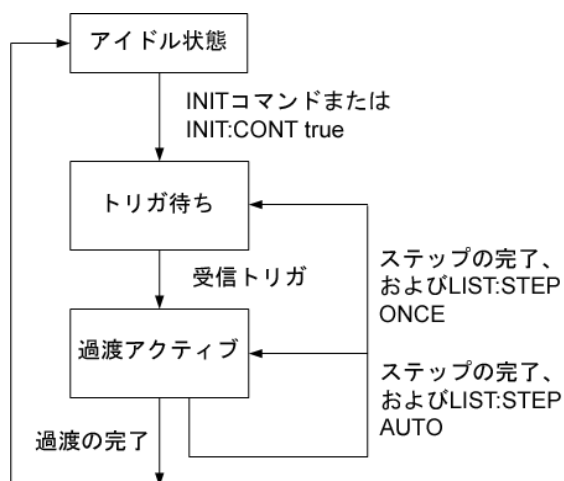 アイドル状態
INITコマンドまたは
INIT:CONT true
トリガ待ち
受信トリガ
ステップの完了、
およびLIST:STEP
ONCE
過渡アクティブ
ステップの完了、
およびLIST:STEP
AUTO
過渡の完了